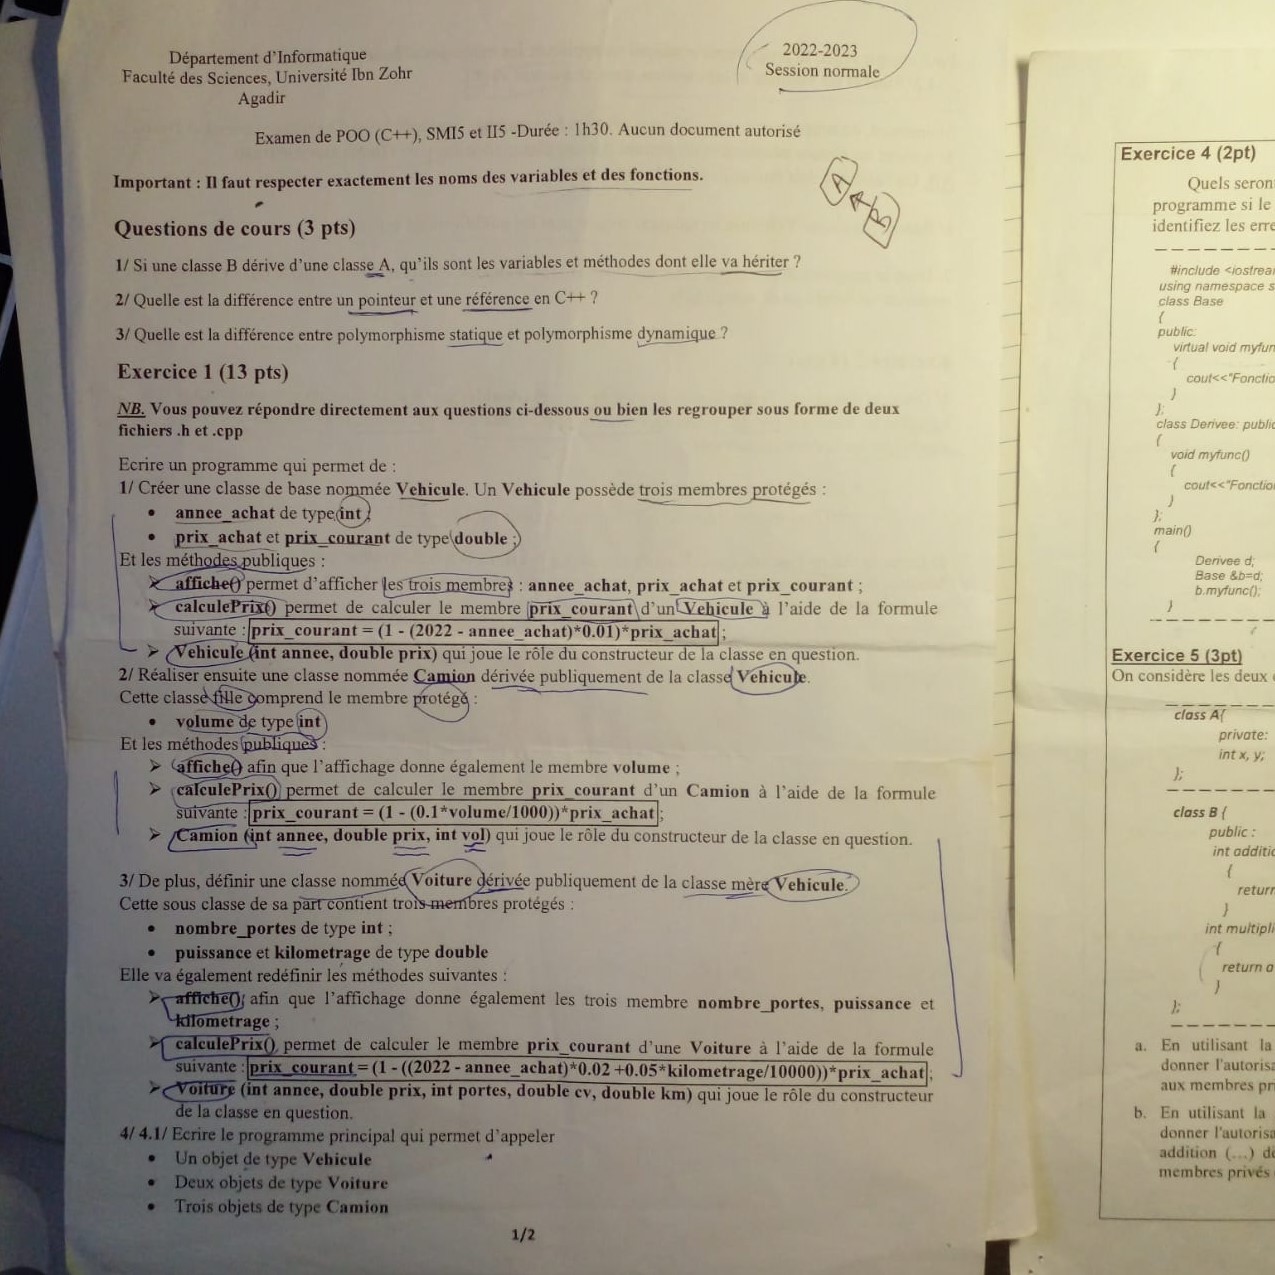 Département d'Informatique
Faculté des Sciences, Université Ibn Zohr
Agadir
2022-2023
Session normale
Examen de POO (C++), SMI5 et II5 -Durée : 1h30. Aucun document autorisé
Important : Il faut respecter exactement les noms des variables et des fonctions.
A
B
Questions de cours (3 pts)
1/ Si une classe B dérive d'une classe A, qu'ils sont les variables et méthodes dont elle va hériter ?
2/ Quelle est la différence entre un pointeur et une référence en C++ ?
3/ Quelle est la différence entre polymorphisme statique et polymorphisme dynamique ?
Exercice 1 (13 pts)
NB. Vous pouvez répondre directement aux questions ci-dessous ou bien les regrouper sous forme de deux
fichiers .h et .cpp
Ecrire un programme qui permet de :
1/ Créer une classe de base nommée Vehicule. Un Vehicule possède trois membres protégés :
• annee_achat de type int ;
• prix_achat et prix_courant de type double ;
Et les méthodes publiques :
➢ affiche() permet d'afficher les trois membres : annee_achat, prix_achat et prix_courant ;
➢ calculePrix() permet de calculer le membre prix_courant d'un Vehicule à l'aide de la formule
suivante : prix_courant = (1 - (2022 - annee_achat)*0.01)*prix_achat ;
➢ Vehicule (int annee, double prix) qui joue le rôle du constructeur de la classe en question.
2/ Réaliser ensuite une classe nommée Camion dérivée publiquement de la classe Vehicule.
Cette classe fille comprend le membre protégé :
• volume de type int
Et les méthodes publiques :
➢ affiche() afin que l'affichage donne également le membre volume ;
➢ calculePrix() permet de calculer le membre prix_courant d'un Camion à l'aide de la formule
suivante : prix_courant = (1 - (0.1*volume/1000))*prix_achat ;
➢ Camion (int annee, double prix, int vol) qui joue le rôle du constructeur de la classe en question.
3/ De plus, définir une classe nommée Voiture dérivée publiquement de la classe mère Vehicule.
Cette sous classe de sa part contient trois membres protégés :
• nombre_portes de type int ;
• puissance et kilometrage de type double
Elle va également redéfinir les méthodes suivantes :
➢ affiche() afin que l'affichage donne également les trois membre nombre_portes, puissance et
kilometrage ;
➢ calculePrix() permet de calculer le membre prix_courant d'une Voiture à l'aide de la formule
suivante : prix_courant = (1 - ((2022 - annee_achat)*0.02 +0.05*kilometrage/10000))*prix_achat ;
➢ Voiture (int annee, double prix, int portes, double cv, double km) qui joue le rôle du constructeur
de la classe en question.
4/ 4.1/ Ecrire le programme principal qui permet d'appeler
• Un objet de type Vehicule
• Deux objets de type Voiture
• Trois objets de type Camion
1/2
Exercice 4 (2pt)
Quels seron
programme si le
identifiez les erre
#include <iostrea
using namespace s
class Base
{
public:
virtual void myfun
{
cout<<"Fonctio
}
};
class Derivee: public
{
void myfunc()
{
cout<<"Fonctio
}
};
main()
{
Derivee d;
Base &b=d;
b.myfunc();
}
Exercice 5 (3pt)
On considère les deux
class A{
private:
int x, y;
};
class B {
public :
int additio
{
return
}
int multipli
{
return a
}
};
a. En utilisant la
donner l'autorisa
aux membres pr
b. En utilisant la
donner l'autorisa
addition (...) de
membres privés